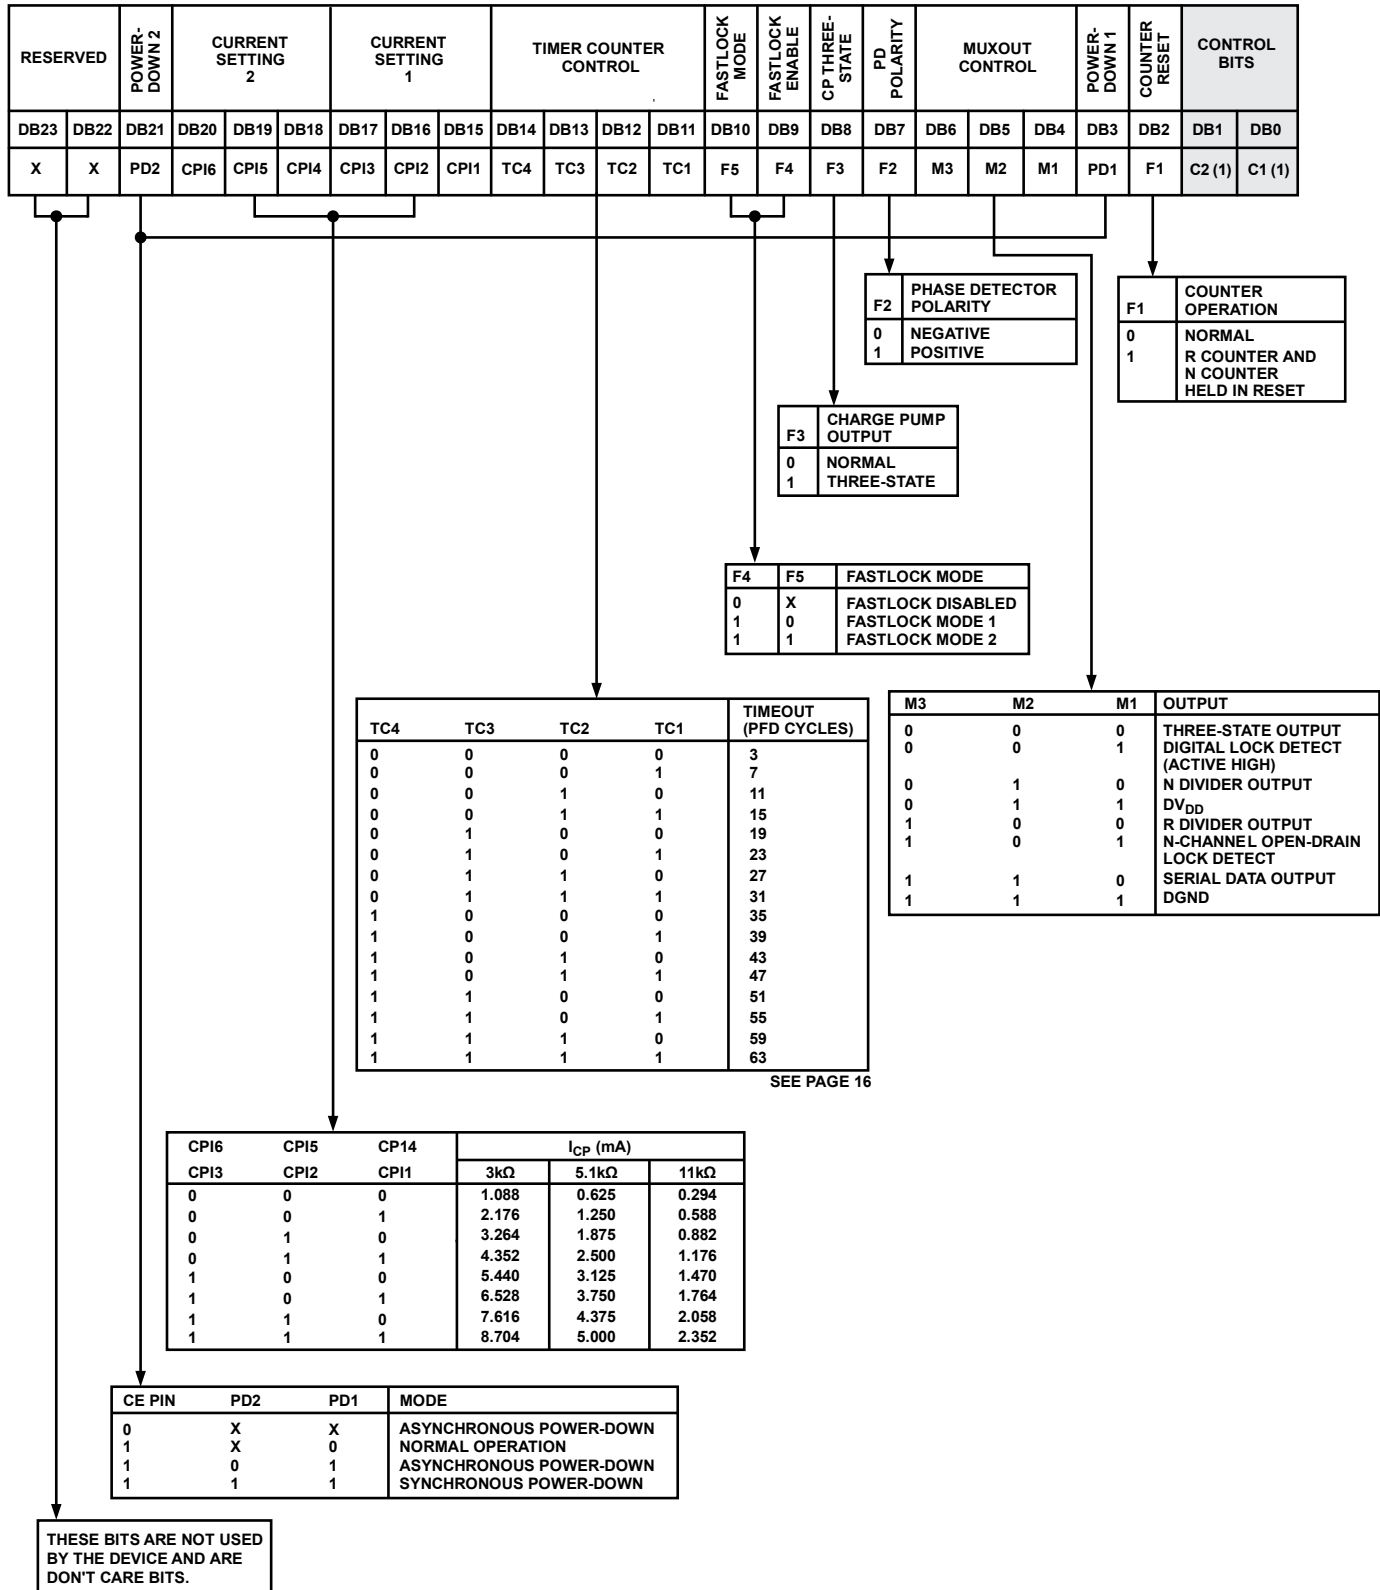 RESERVED POWER-DOWN 2 CURRENT SETTING 2 CURRENT SETTING 1 TIMER COUNTER CONTROL FASTLOCK MODE FASTLOCK ENABLE CP THREE-STATE PD POLARITY MUXOUT CONTROL POWER-DOWN 1 COUNTER RESET CONTROL BITS
DB23 DB22 DB21 DB20 DB19 DB18 DB17 DB16 DB15 DB14 DB13 DB12 DB11 DB10 DB9 DB8 DB7 DB6 DB5 DB4 DB3 DB2 DB1 DB0
X X PD2 CPI6 CPI5 CPI4 CPI3 CPI2 CPI1 TC4 TC3 TC2 TC1 F5 F4 F3 F2 M3 M2 M1 PD1 F1 C2 (1) C1 (1)
F2 PHASE DETECTOR POLARITY
0 NEGATIVE
1 POSITIVE
F1 COUNTER OPERATION
0 NORMAL
1 R COUNTER AND
N COUNTER
HELD IN RESET
F3 CHARGE PUMP OUTPUT
0 NORMAL
1 THREE-STATE
F4 F5 FASTLOCK MODE
0 X FASTLOCK DISABLED
1 0 FASTLOCK MODE 1
1 1 FASTLOCK MODE 2
TC4 TC3 TC2 TC1 TIMEOUT (PFD CYCLES)
0 0 0 0 3
0 0 0 1 7
0 0 1 0 11
0 0 1 1 15
0 1 0 0 19
0 1 0 1 23
0 1 1 0 27
0 1 1 1 31
1 0 0 0 35
1 0 0 1 39
1 0 1 0 43
1 0 1 1 47
1 1 0 0 51
1 1 0 1 55
1 1 1 0 59
1 1 1 1 63
SEE PAGE 16
M3 M2 M1 OUTPUT
0 0 0 THREE-STATE OUTPUT
0 0 1 DIGITAL LOCK DETECT
(ACTIVE HIGH)
0 1 0 N DIVIDER OUTPUT
0 1 1 DVDD
1 0 0 R DIVIDER OUTPUT
1 0 1 N-CHANNEL OPEN-DRAIN
LOCK DETECT
1 1 0 SERIAL DATA OUTPUT
1 1 1 DGND
CPI6 CPI5 CP14 ICP (mA)
CPI3 CPI2 CPI1 3kΩ 5.1kΩ 11kΩ
0 0 0 1.088 0.625 0.294
0 0 1 2.176 1.250 0.588
0 1 0 3.264 1.875 0.882
0 1 1 4.352 2.500 1.176
1 0 0 5.440 3.125 1.470
1 0 1 6.528 3.750 1.764
1 1 0 7.616 4.375 2.058
1 1 1 8.704 5.000 2.352
CE PIN PD2 PD1 MODE
0 X X ASYNCHRONOUS POWER-DOWN
1 X 0 NORMAL OPERATION
1 0 1 ASYNCHRONOUS POWER-DOWN
1 1 1 SYNCHRONOUS POWER-DOWN
THESE BITS ARE NOT USED
BY THE DEVICE AND ARE
DON'T CARE BITS.